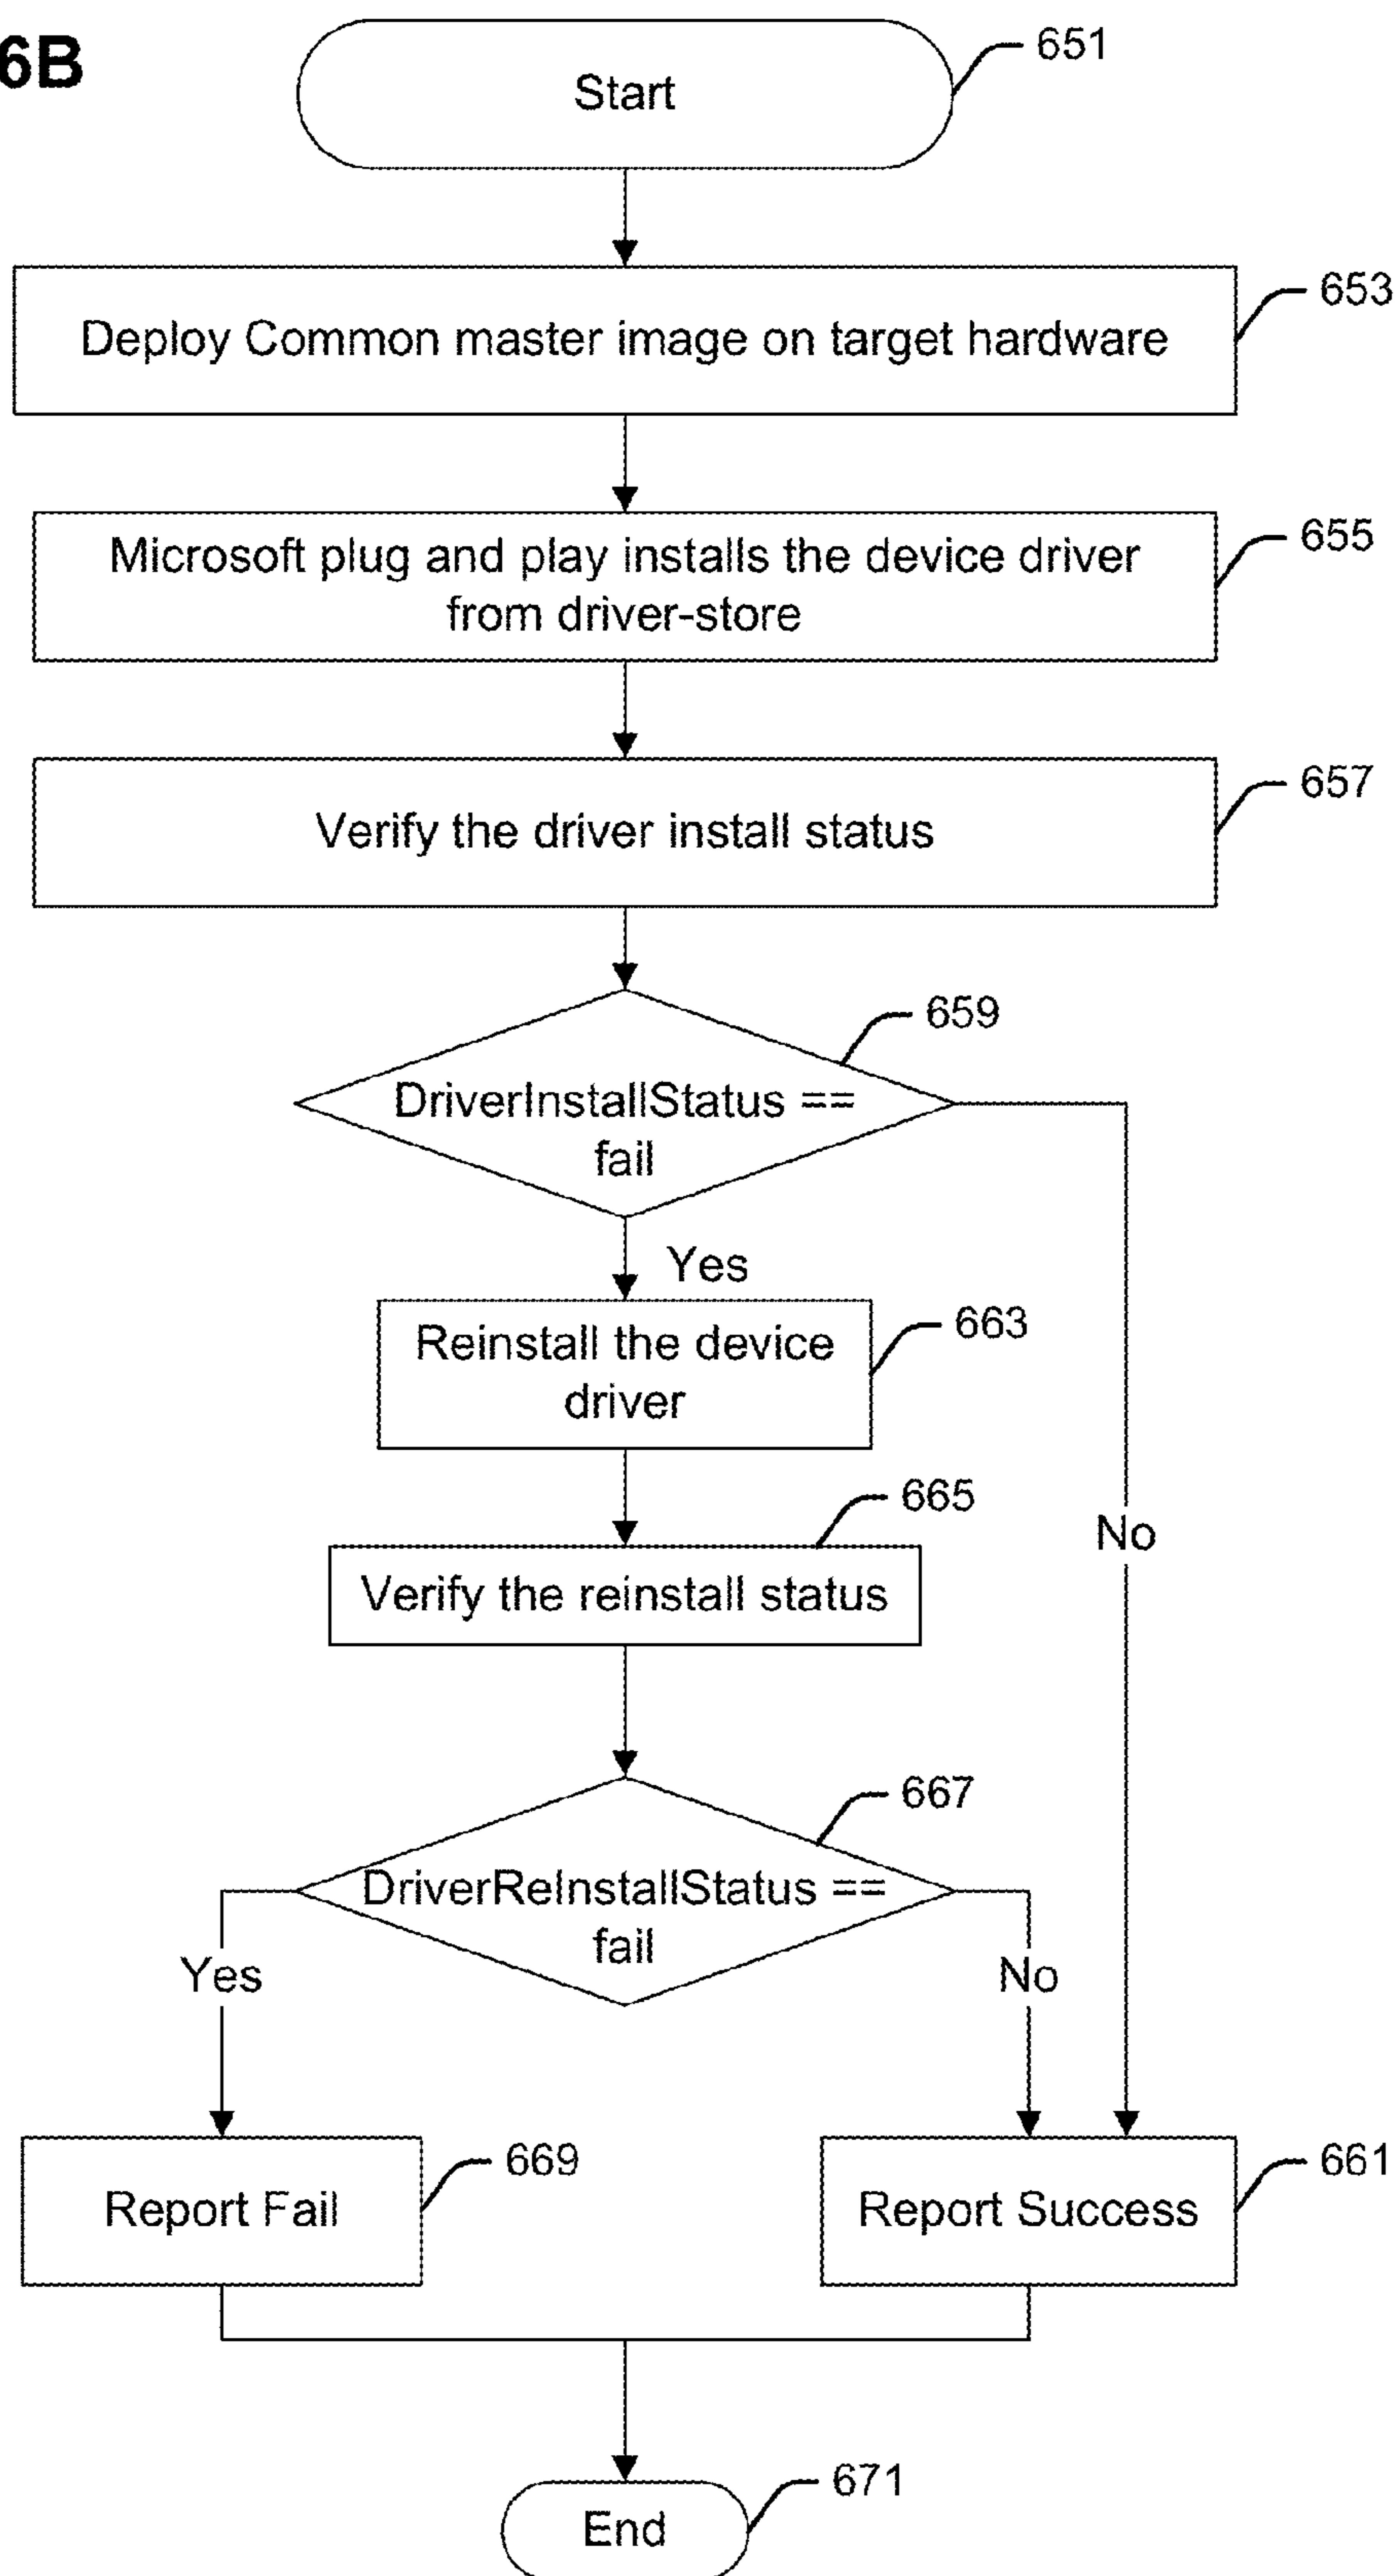 6B
Start
651
Deploy Common master image on target hardware
653
Microsoft plug and play installs the device driver
from driver-store
655
Verify the driver install status
657
659
DriverInstallStatus ==
fail
Yes
Reinstall the device
driver
663
665
Verify the reinstall status
No
667
DriverReInstallStatus ==
fail
Yes
No
Report Fail
669
Report Success
661
End
671